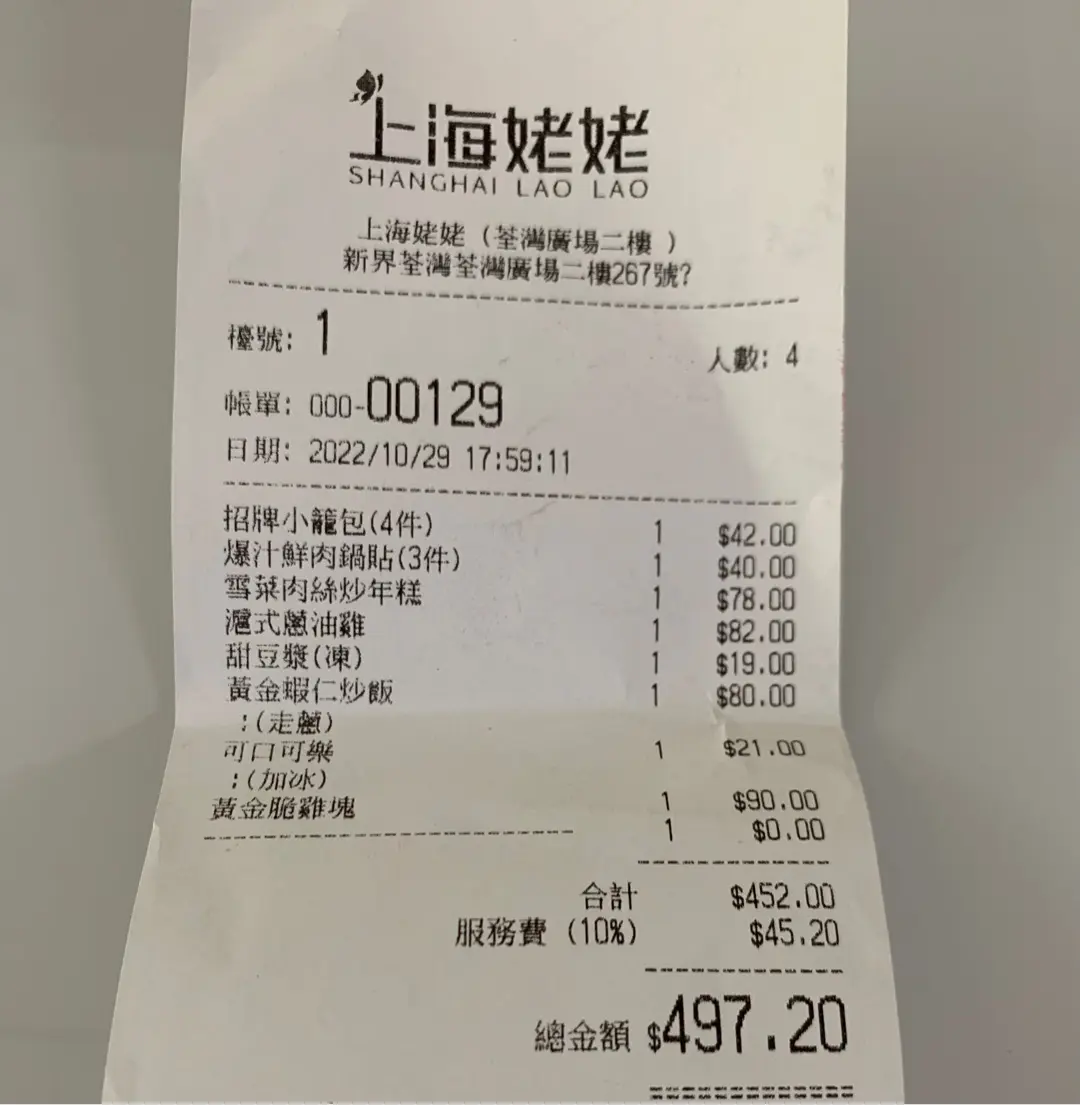 上海姥姥
SHANGHAI LAO LAO
上海姥姥 (荃灣廣場二樓 )
新界荃灣荃灣廣場二樓267號?
檯號: 1 人數: 4
帳單: 000-00129
日期: 2022/10/29 17:59:11
招牌小籠包(4件) 1 $42.00
爆汁鮮肉鍋貼(3件) 1 $40.00
雪菜肉絲炒年糕 1 $78.00
滬式蔥油雞 1 $82.00
甜豆漿(凍) 1 $19.00
黃金蝦仁炒飯 1 $80.00
:(走蔥)
可口可樂 1 $21.00
:(加冰)
黃金脆雞塊 1 $90.00
1 $0.00
合計 $452.00
服務費 (10%) $45.20
總金額 $497.20